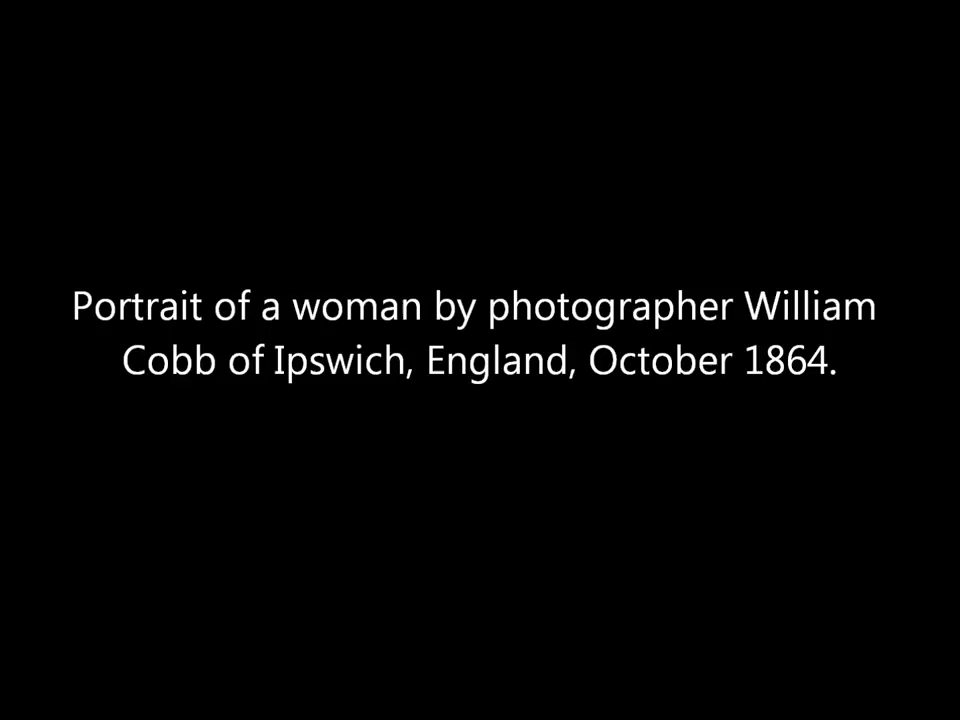 Portrait of a woman by photographer William
Cobb of Ipswich, England, October 1864.